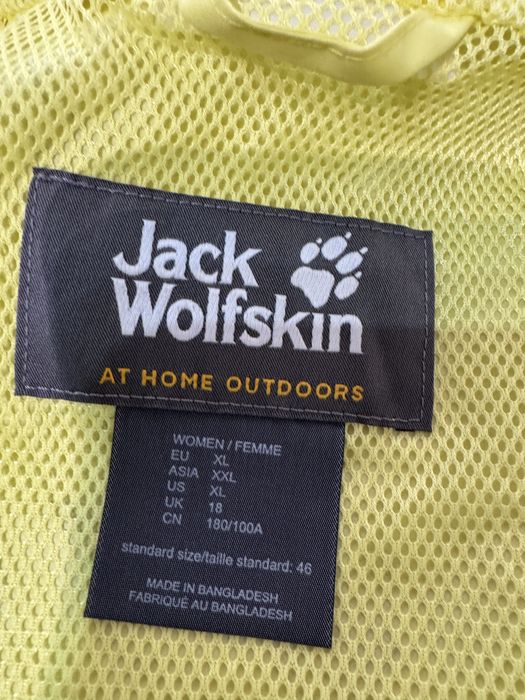 Jack
Wolfskin
AT HOME OUTDOORS
WOMEN / FEMME
EU XL
ASIA XXL
US XL
UK 18
CN 180/100A
standard size/taille standard: 46
MADE IN BANGLADESH
FABRIQUÉ AU BANGLADESH